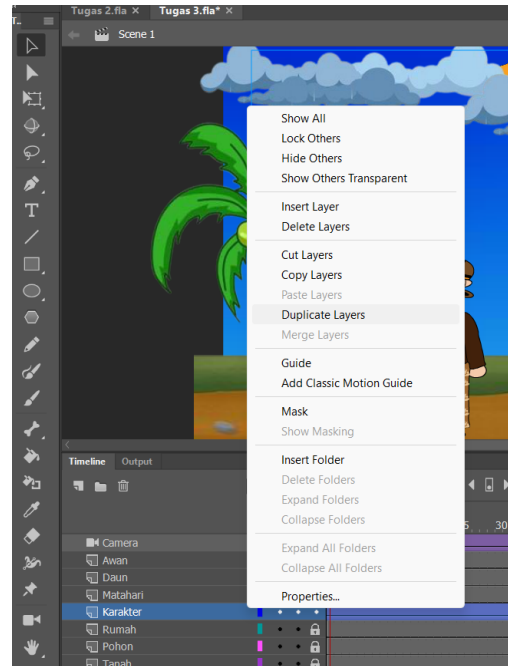 Tugas 2.fla ×
Tugas 3.fla* ×
T..
Scene 1
Show All
Lock Others
Hide Others
Show Others Transparent
Insert Layer
Delete Layers
Cut Layers
Copy Layers
Paste Layers
Duplicate Layers
Merge Layers
Guide
Add Classic Motion Guide
Mask
Show Masking
Insert Folder
Delete Folders
Expand Folders
Collapse Folders
Expand All Folders
Collapse All Folders
Properties...
Timeline
Output
5
30
Camera
Awan
Daun
Matahari
Karakter
Rumah
Pohon
Tanah